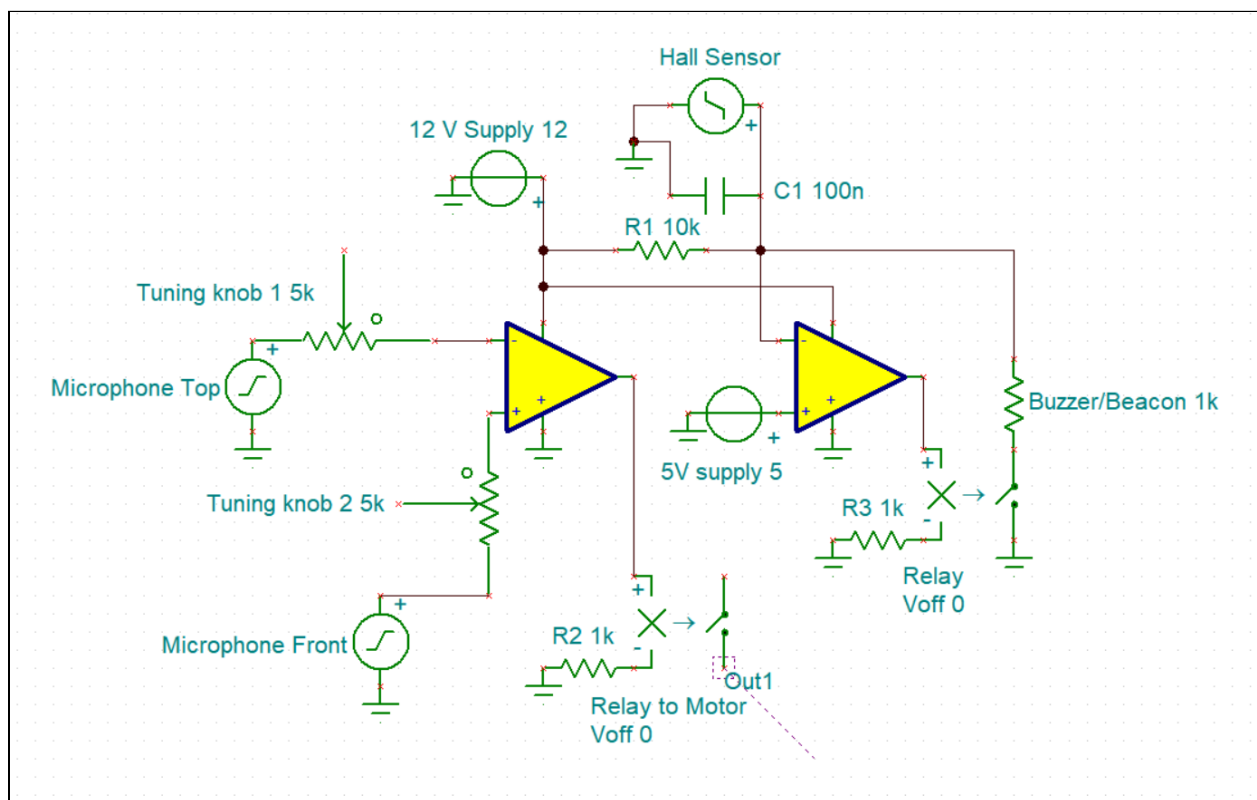 Hall Sensor
+
12 V Supply 12
+
C1 100n
R1 10k
Tuning knob 1 5k
+
-
+
+
-
+
+
Microphone Top
Buzzer/Beacon 1k
+
5V supply 5
Tuning knob 2 5k
+
-
R3 1k
Relay
Voff 0
+
Microphone Front
+
-
R2 1k
Out1
Relay to Motor
Voff 0